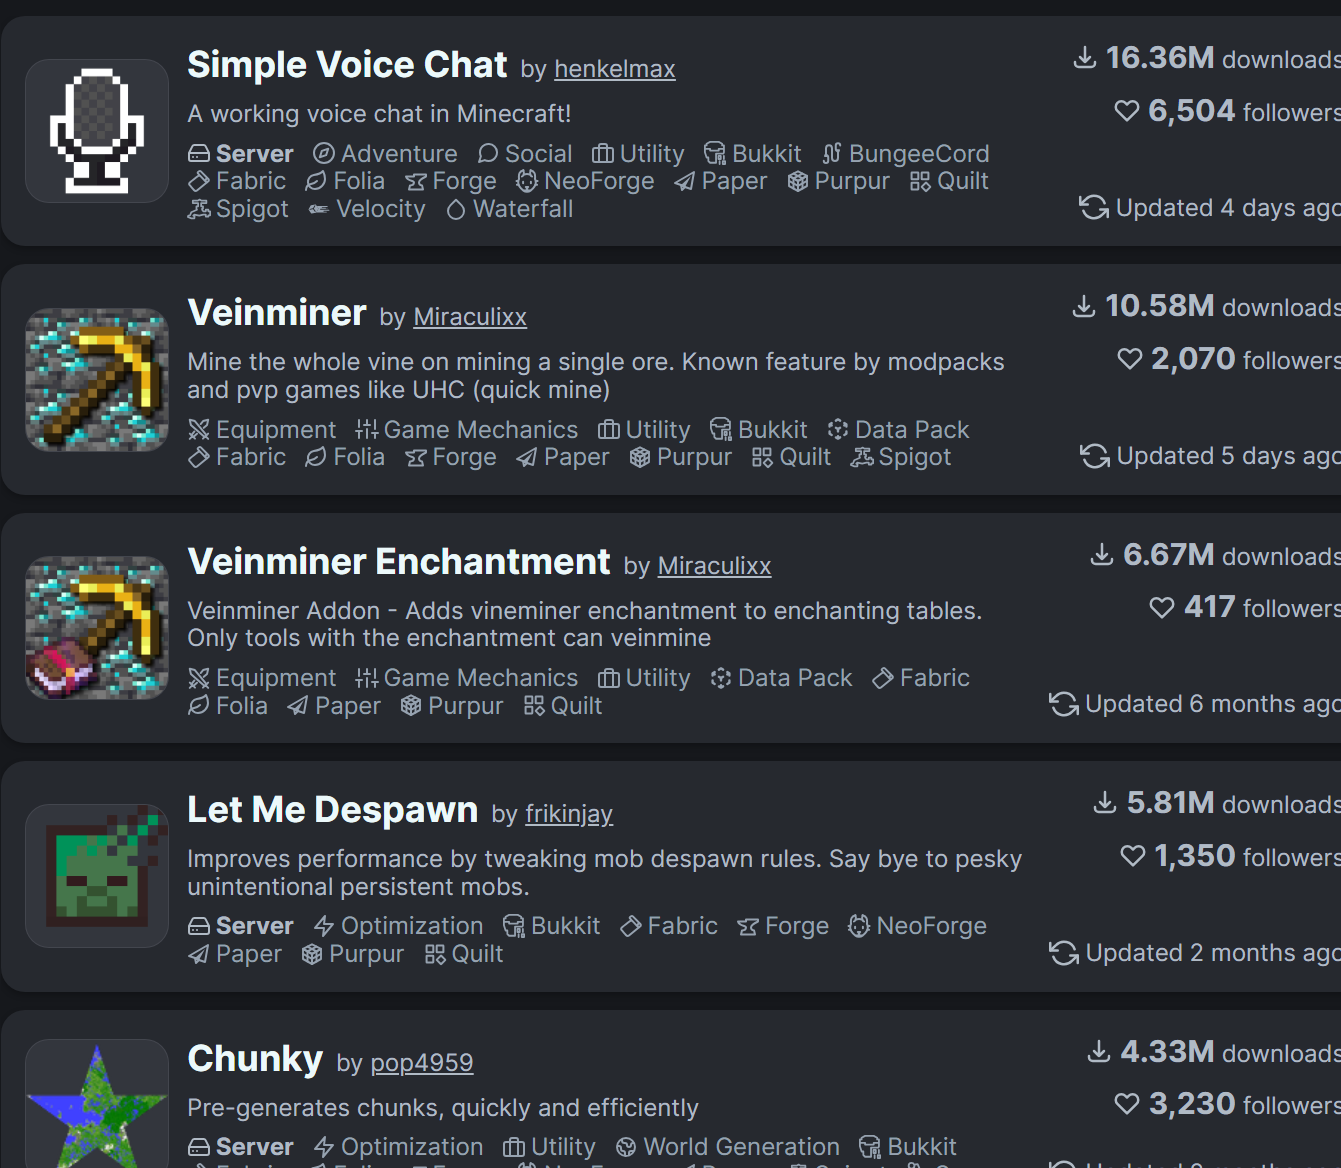 Simple Voice Chat by henkelmax
16.36M downloads
A working voice chat in Minecraft!
6,504 followers
Server Adventure Social Utility Bukkit BungeeCord
Fabric Folia Forge NeoForge Paper Purpur Quilt
Spigot Velocity Waterfall
Updated 4 days ago
Veinminer by Miraculixx
10.58M downloads
Mine the whole vine on mining a single ore. Known feature by modpacks
and pvp games like UHC (quick mine)
2,070 followers
Equipment Game Mechanics Utility Bukkit Data Pack
Fabric Folia Forge Paper Purpur Quilt Spigot
Updated 5 days ago
Veinminer Enchantment by Miraculixx
6.67M downloads
Veinminer Addon - Adds vineminer enchantment to enchanting tables.
Only tools with the enchantment can veinmine
417 followers
Equipment Game Mechanics Utility Data Pack Fabric
Folia Paper Purpur Quilt
Updated 6 months ago
Let Me Despawn by frikinjay
5.81M downloads
Improves performance by tweaking mob despawn rules. Say bye to pesky
unintentional persistent mobs.
1,350 followers
Server Optimization Bukkit Fabric Forge NeoForge
Paper Purpur Quilt
Updated 2 months ago
Chunky by pop4959
4.33M downloads
Pre-generates chunks, quickly and efficiently
3,230 followers
Server Optimization Utility World Generation Bukkit